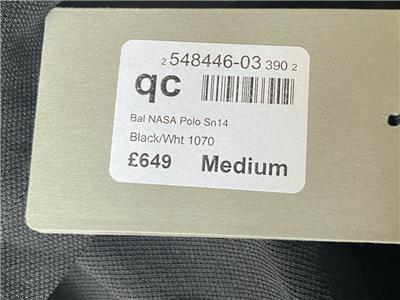 2 548446-03 390 2
qc
Bal NASA Polo Sn14
Black/Wht 1070
£649 Medium